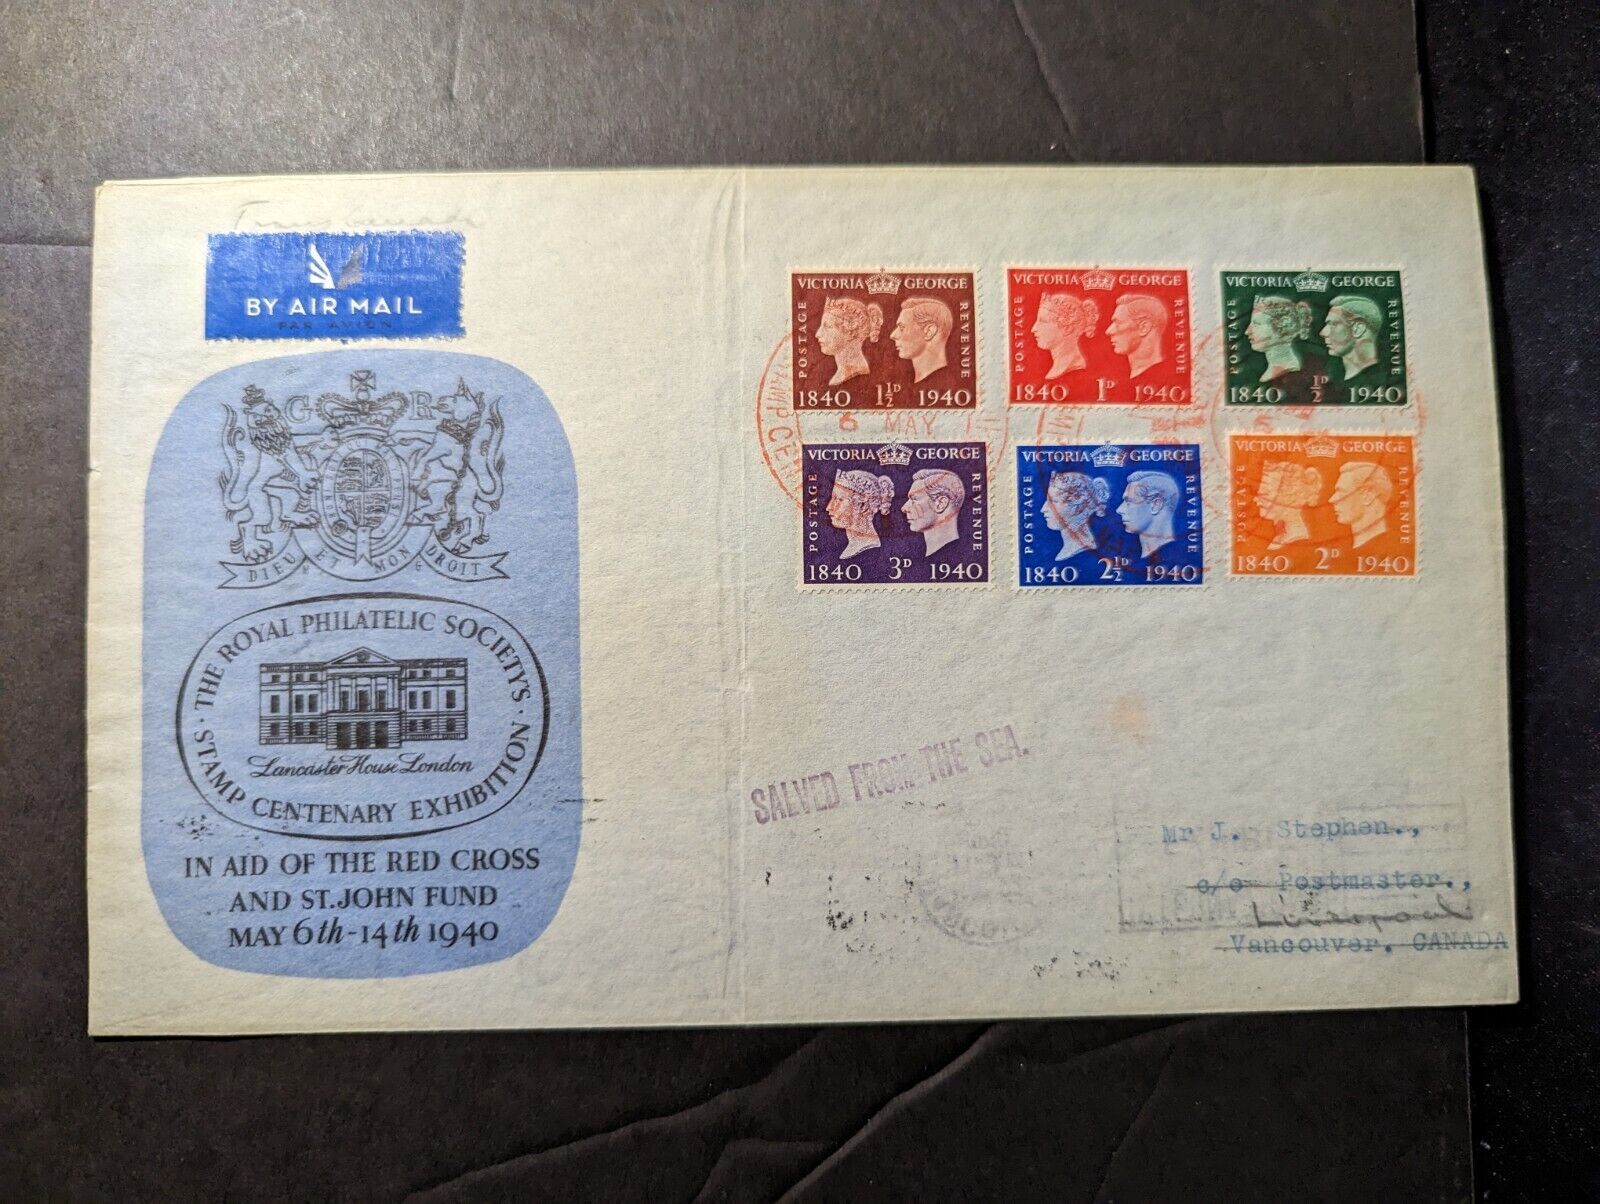 Trans Canada
BY AIR MAIL
PAR AVION
G R
DIEU ET MON DROIT
THE ROYAL PHILATELIC SOCIETY'S
Lancaster House London
STAMP CENTENARY EXHIBITION
IN AID OF THE RED CROSS
AND ST. JOHN FUND
MAY 6th-14th 1940
VICTORIA GEORGE
POSTAGE REVENUE
1840 1½D 1940
VICTORIA GEORGE
POSTAGE REVENUE
1840 1D 1940
VICTORIA GEORGE
POSTAGE REVENUE
1840 ½D 1940
6 MAY
VICTORIA GEORGE
POSTAGE REVENUE
1840 3D 1940
VICTORIA GEORGE
POSTAGE REVENUE
1840 2½D 1940
VICTORIA GEORGE
POSTAGE REVENUE
1840 2D 1940
SALVED FROM THE SEA.
Mr J. Stephen.,
c/o Postmaster.,
Liverpool
Vancouver. CANADA